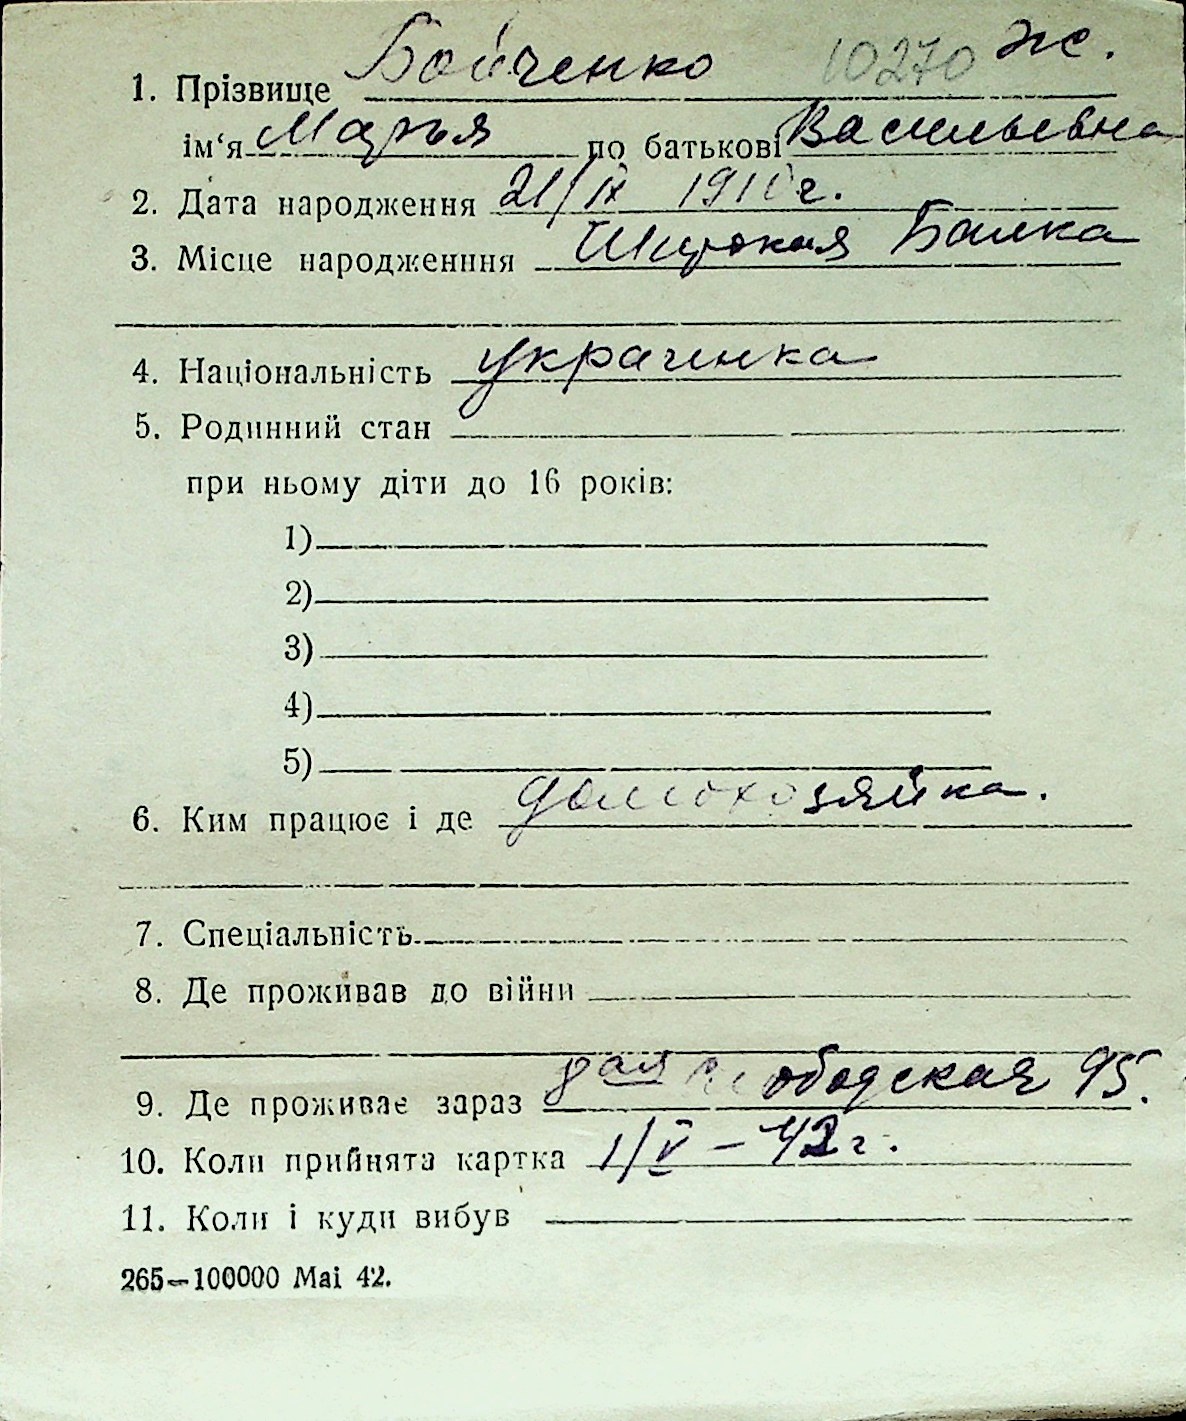 1. Прізвище Бойченко 10270 Ж.
ім‘я Марья по батькові Васильевна
2. Дата народження 21/IX 1910 г.
3. Місце народженння Широкая Балка
4. Національність украинка
5. Родинний стан
при ньому діти до 16 років:
1)
2)
3)
4)
5)
6. Ким працює і де домохозяйка.
7. Спеціальність
8. Де проживав до війни
9. Де проживає зараз Слободская 95.
10. Коли прийнята картка 1/V – 42 г.
11. Коли і куди вибув
265—100000 Mai 42.